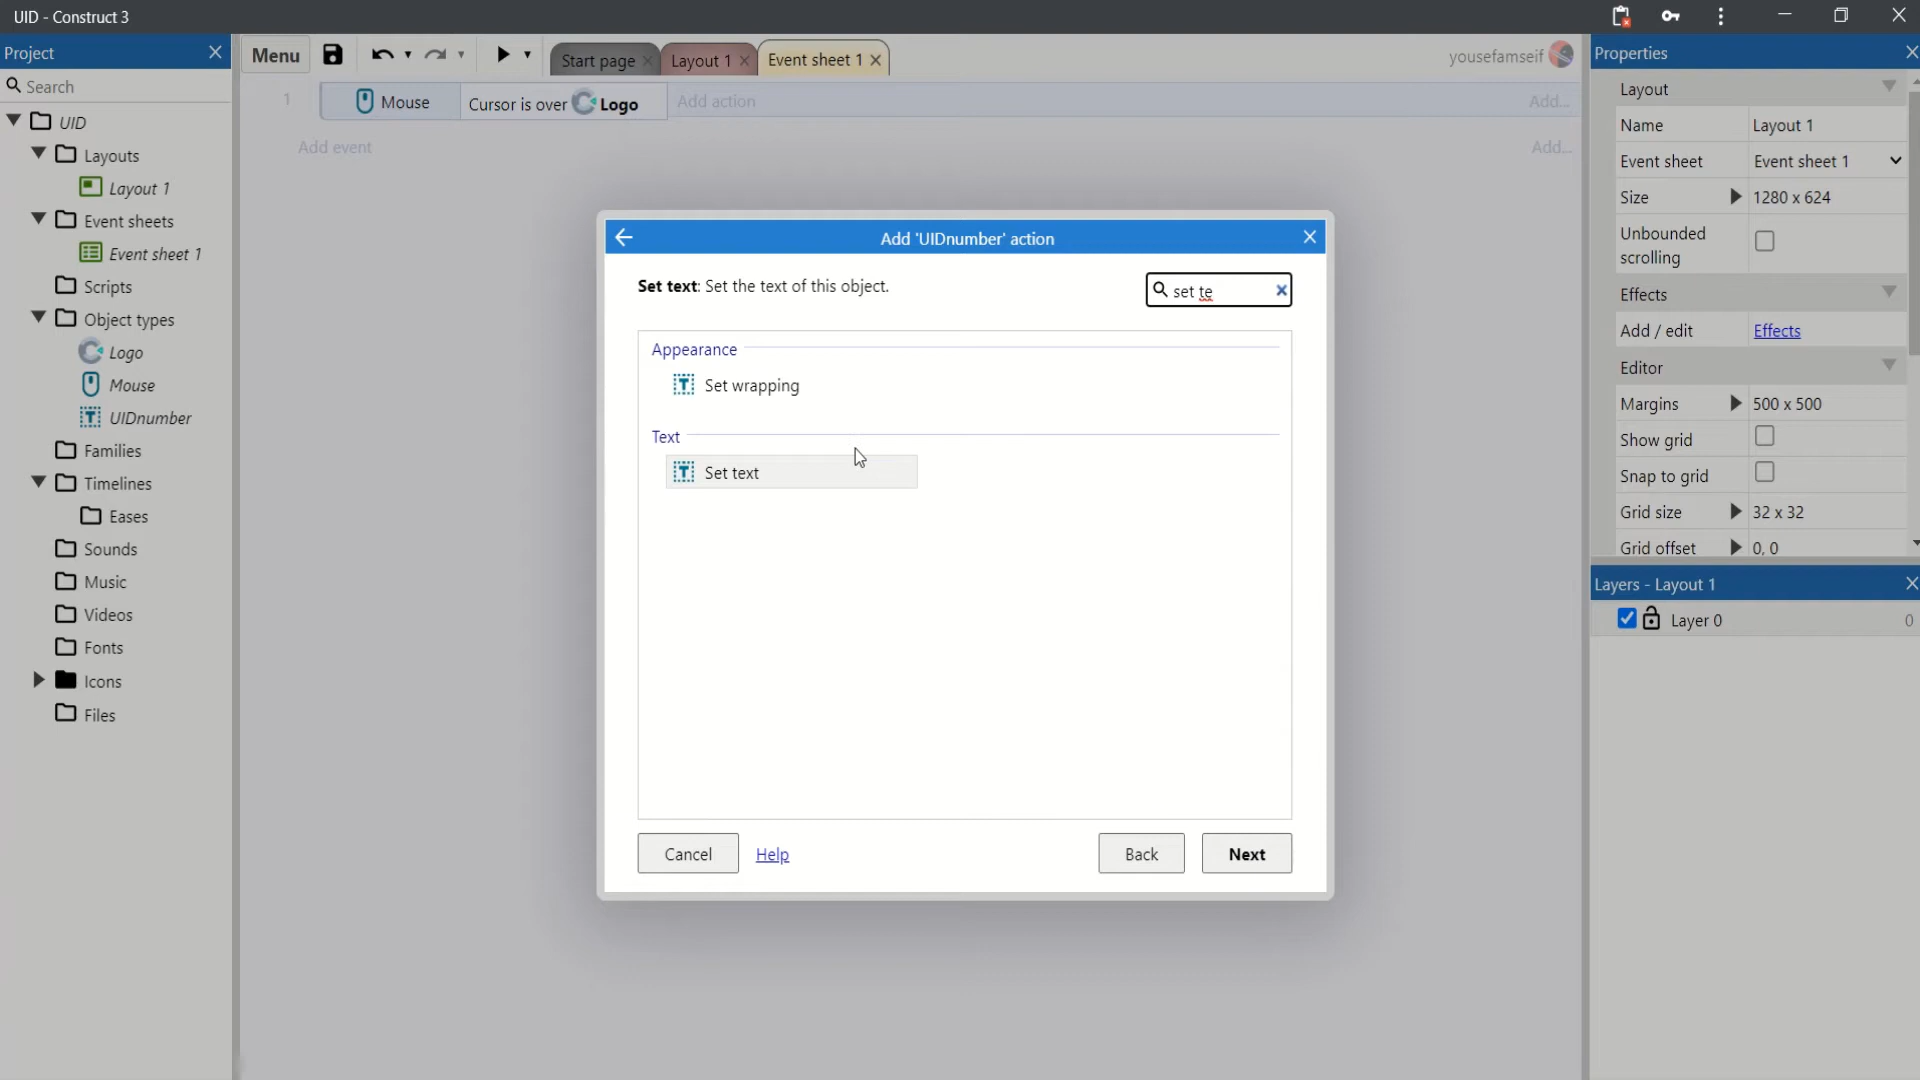 UID - Construct 3
Project
Search
UID
Layouts
Layout 1
Event sheets
Event sheet 1
Scripts
Object types
Logo
Mouse
UIDnumber
Families
Timelines
Eases
Sounds
Music
Videos
Fonts
Icons
Files
Menu
Start page
Layout 1
Event sheet 1
yousefamseif
1
Mouse
Cursor is over Logo
Add action
Add...
Add event
Add...
Add 'UIDnumber' action
Set text: Set the text of this object.
set te
Appearance
Set wrapping
Text
Set text
Cancel
Help
Back
Next
Properties
Layout
Name Layout 1
Event sheet Event sheet 1
Size 1280 x 624
Unbounded
scrolling
Effects
Add / edit Effects
Editor
Margins 500 x 500
Show grid
Snap to grid
Grid size 32 x 32
Grid offset 0, 0
Layers - Layout 1
Layer 0 0